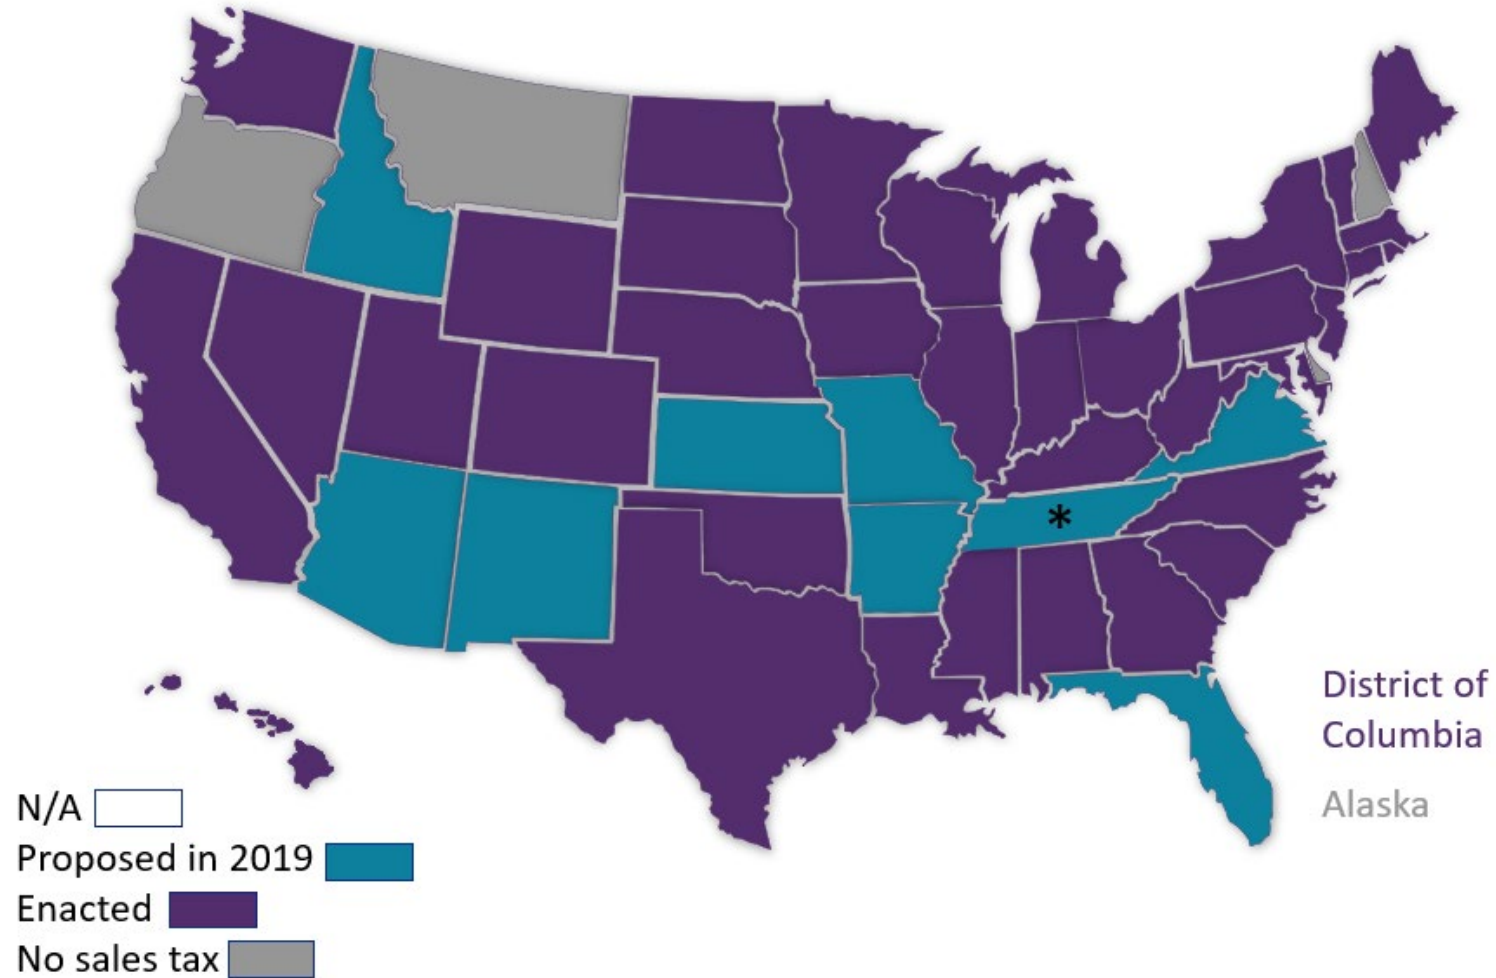 *
District of
Columbia
Alaska
N/A
Proposed in 2019
Enacted
No sales tax